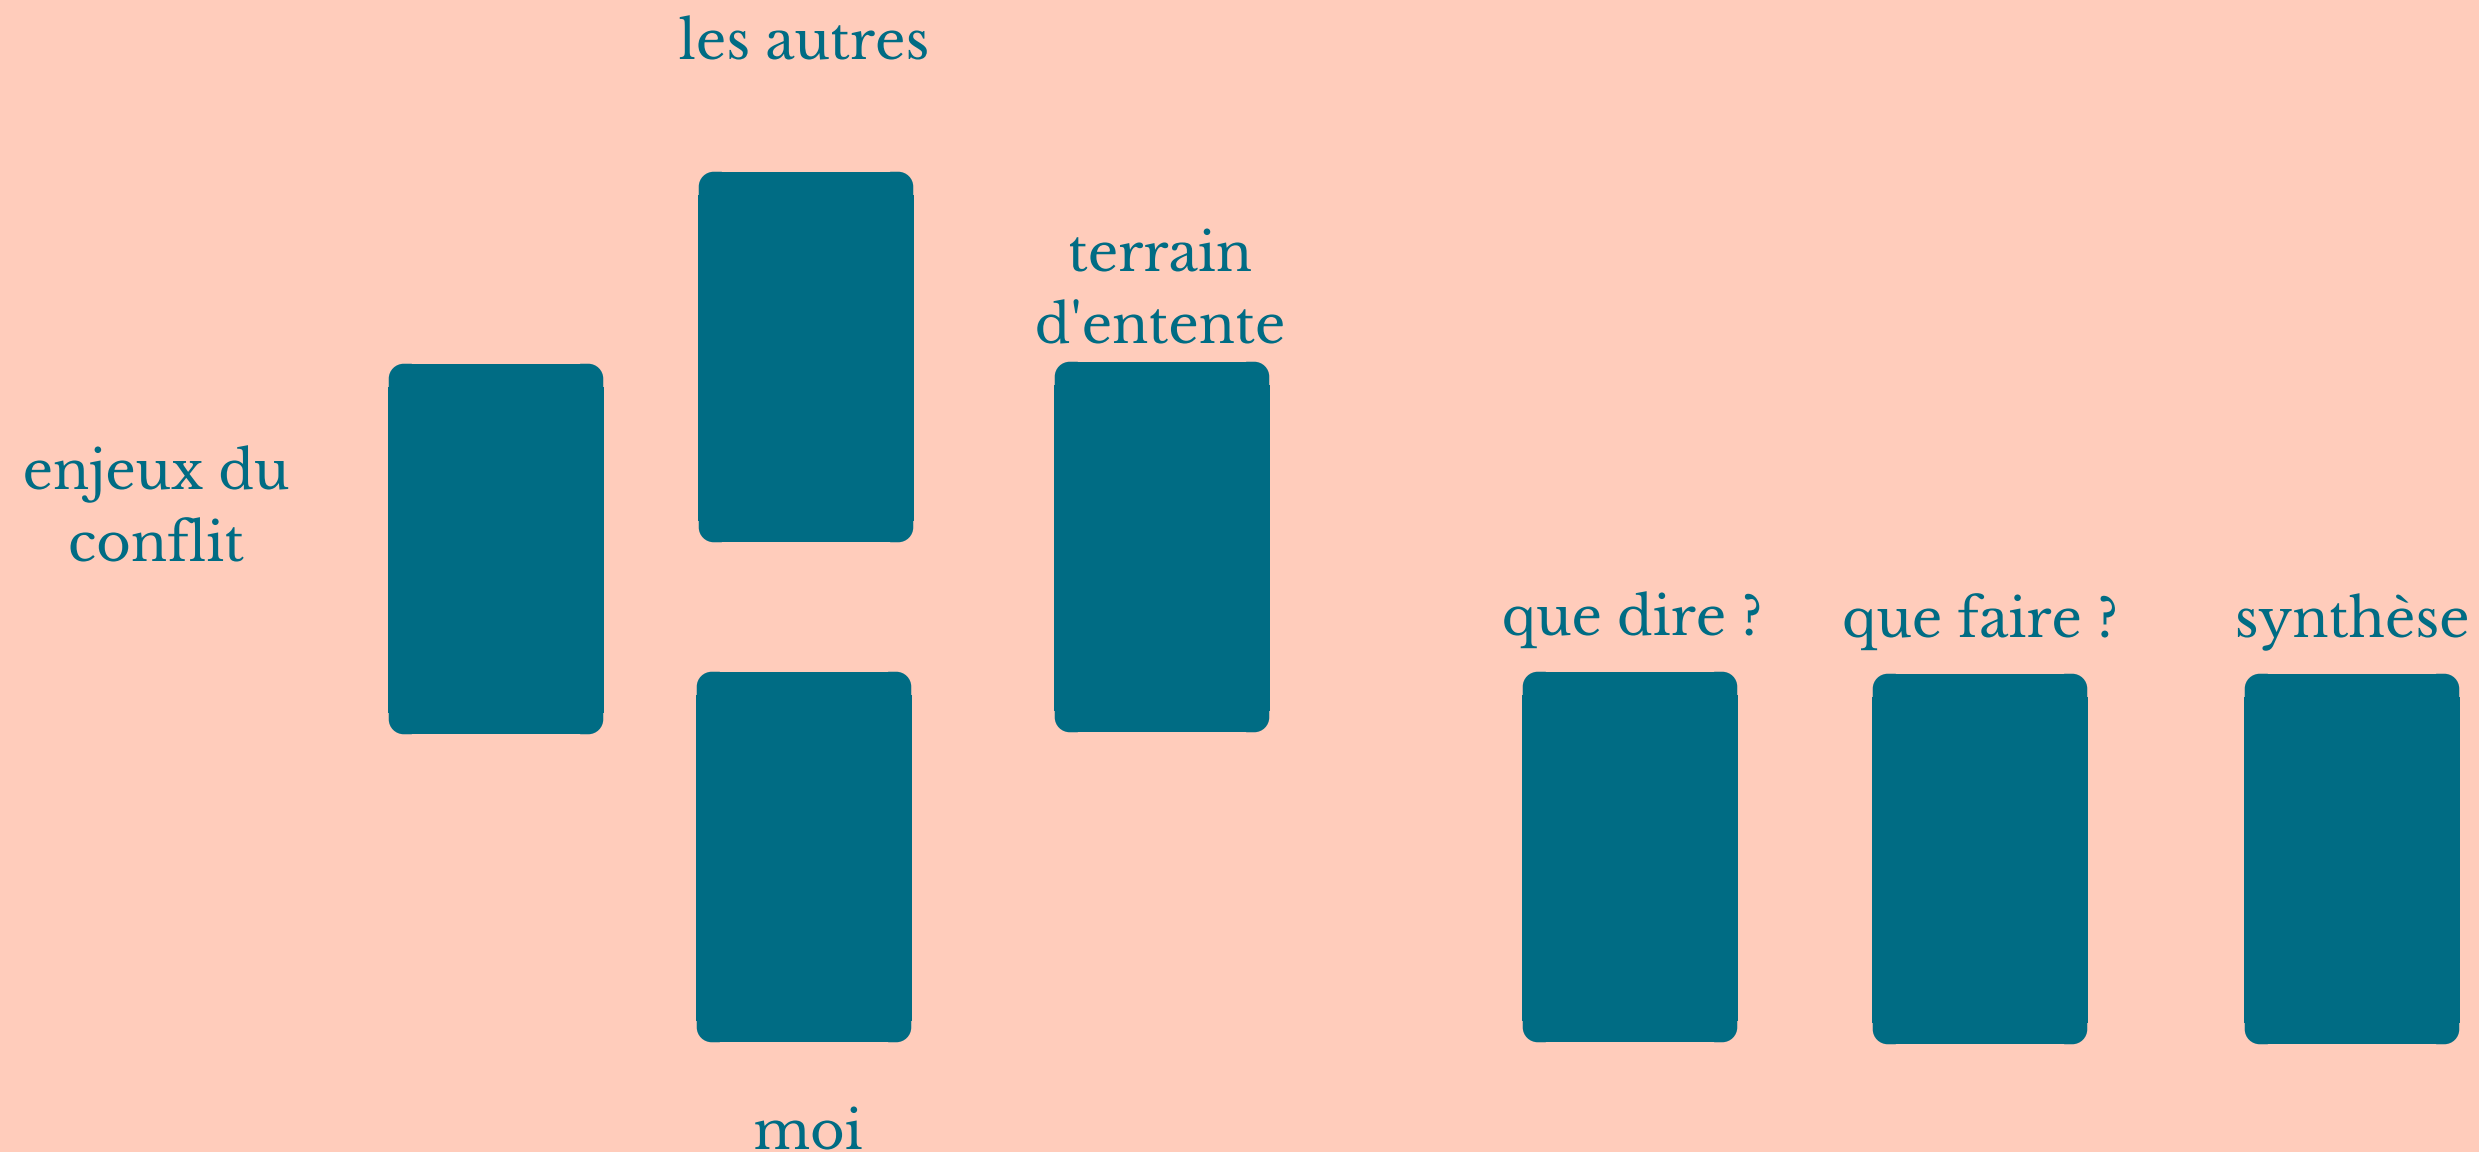 les autres
terrain
d'entente
enjeux du
conflit
que dire ?
que faire ?
synthèse
moi